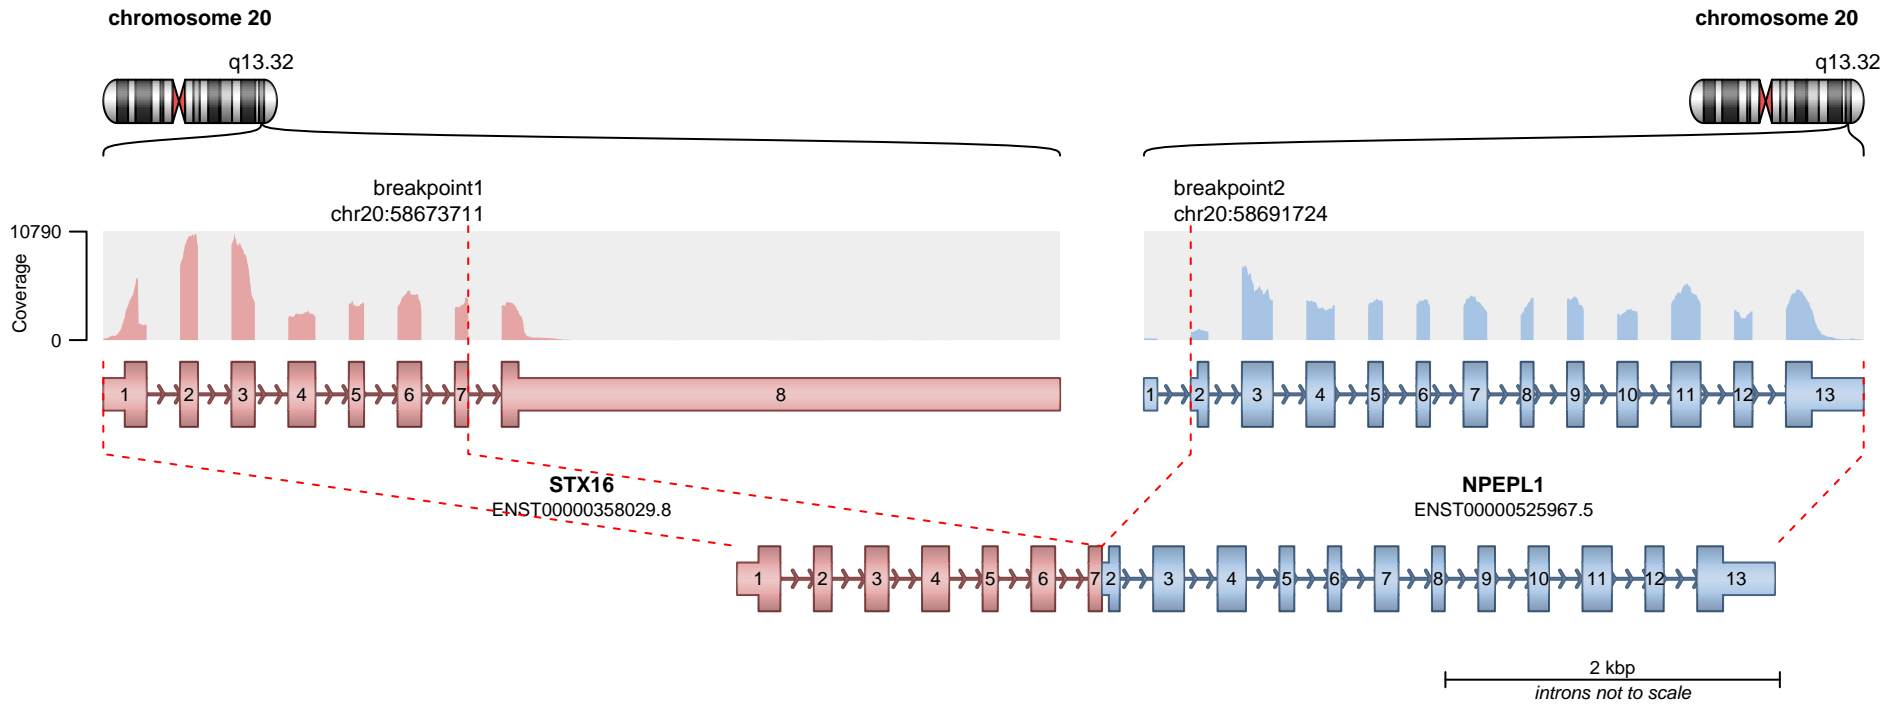 chromosome 20
chromosome 20
q13.32
q13.32
breakpoint1
chr20:58673711
breakpoint2
chr20:58691724
10790
Coverage
0
1 2 3 4 5 6 7 8
1 2 3 4 5 6 7 8 9 10 11 12 13
STX16
ENST00000358029.8
NPEPL1
ENST00000525967.5
1 2 3 4 5 6 7 2 3 4 5 6 7 8 9 10 11 12 13
2 kbp
introns not to scale